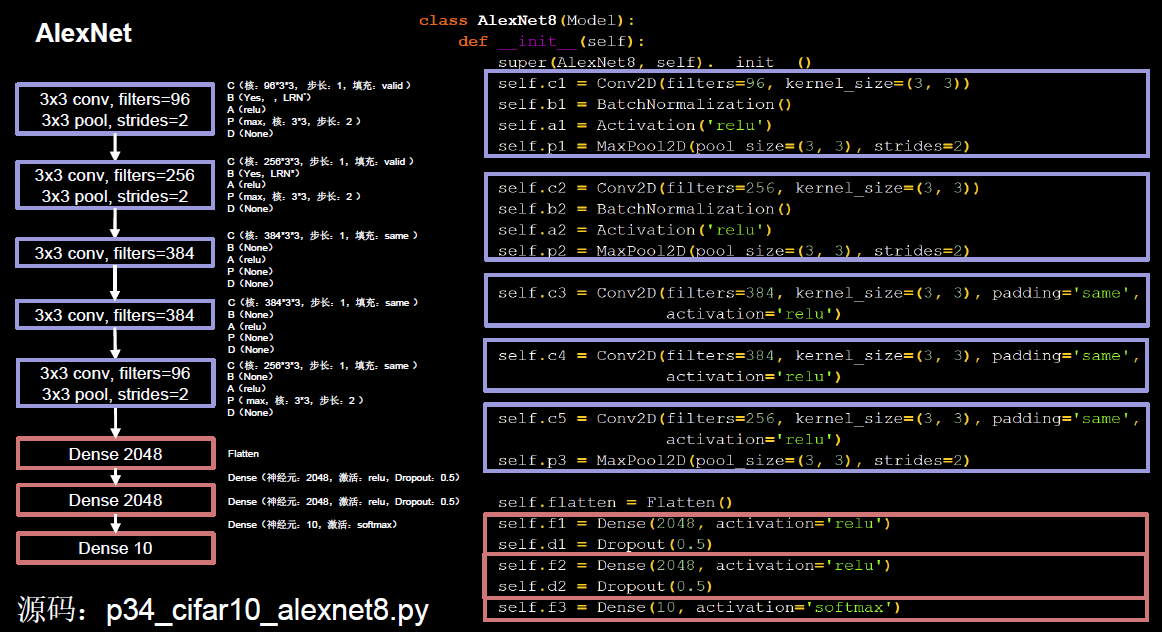 AlexNet
3x3 conv, filters=96
3x3 pool, strides=2
C（核：96*3*3， 步长：1，填充：valid ）
B（Yes， ，LRN*）
A（relu）
P（max，核：3*3，步长：2 ）
D（None）
3x3 conv, filters=256
3x3 pool, strides=2
C（核：256*3*3，步长：1，填充：valid ）
B（Yes，LRN*）
A（relu）
P（max，核：3*3，步长：2 ）
D（None）
3x3 conv, filters=384
C（核：384*3*3，步长：1，填充：same ）
B（None）
A（relu）
P（None）
D（None）
3x3 conv, filters=384
C（核：384*3*3，步长：1，填充：same ）
B（None）
A（relu）
P（None）
D（None）
3x3 conv, filters=96
3x3 pool, strides=2
C（核：256*3*3，步长：1，填充：same ）
B（None）
A（relu）
P（ max，核：3*3，步长：2 ）
D（None）
Dense 2048
Flatten
Dense（神经元：2048，激活：relu，Dropout：0.5）
Dense 2048
Dense（神经元：2048，激活：relu，Dropout：0.5）
Dense（神经元：10，激活：softmax）
Dense 10
源码：p34_cifar10_alexnet8.py
class AlexNet8(Model):
def __init__(self):
super(AlexNet8, self).__init__()
self.c1 = Conv2D(filters=96, kernel_size=(3, 3))
self.b1 = BatchNormalization()
self.a1 = Activation('relu')
self.p1 = MaxPool2D(pool_size=(3, 3), strides=2)
self.c2 = Conv2D(filters=256, kernel_size=(3, 3))
self.b2 = BatchNormalization()
self.a2 = Activation('relu')
self.p2 = MaxPool2D(pool_size=(3, 3), strides=2)
self.c3 = Conv2D(filters=384, kernel_size=(3, 3), padding='same',
activation='relu')
self.c4 = Conv2D(filters=384, kernel_size=(3, 3), padding='same',
activation='relu')
self.c5 = Conv2D(filters=256, kernel_size=(3, 3), padding='same',
activation='relu')
self.p3 = MaxPool2D(pool_size=(3, 3), strides=2)
self.flatten = Flatten()
self.f1 = Dense(2048, activation='relu')
self.d1 = Dropout(0.5)
self.f2 = Dense(2048, activation='relu')
self.d2 = Dropout(0.5)
self.f3 = Dense(10, activation='softmax')